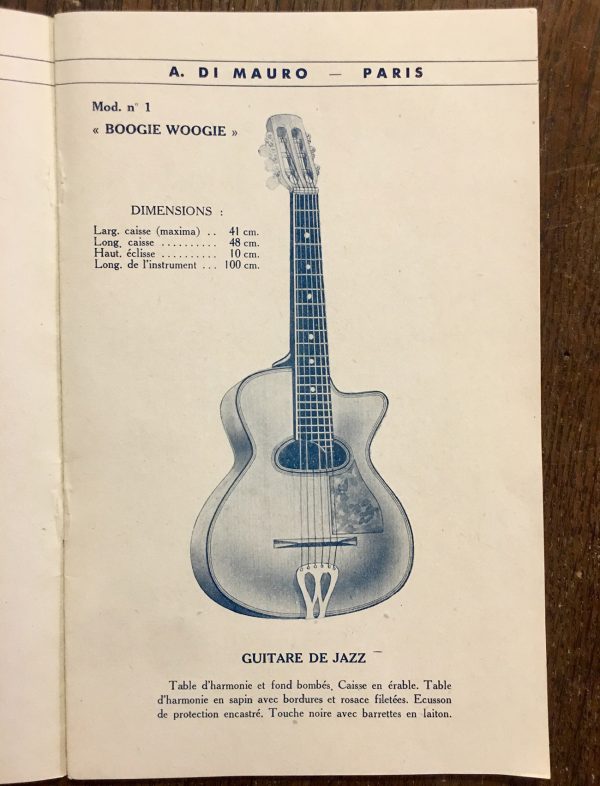 A. DI MAURO — PARIS
Mod. n° 1
« BOOGIE WOOGIE »
DIMENSIONS :
Larg. caisse (maxima) .. 41 cm.
Long. caisse .......... 48 cm.
Haut. éclisse .......... 10 cm.
Long. de l'instrument ... 100 cm.
GUITARE DE JAZZ
Table d'harmonie et fond bombés. Caisse en érable. Table
d'harmonie en sapin avec bordures et rosace filetées. Ecusson
de protection encastré. Touche noire avec barrettes en laiton.